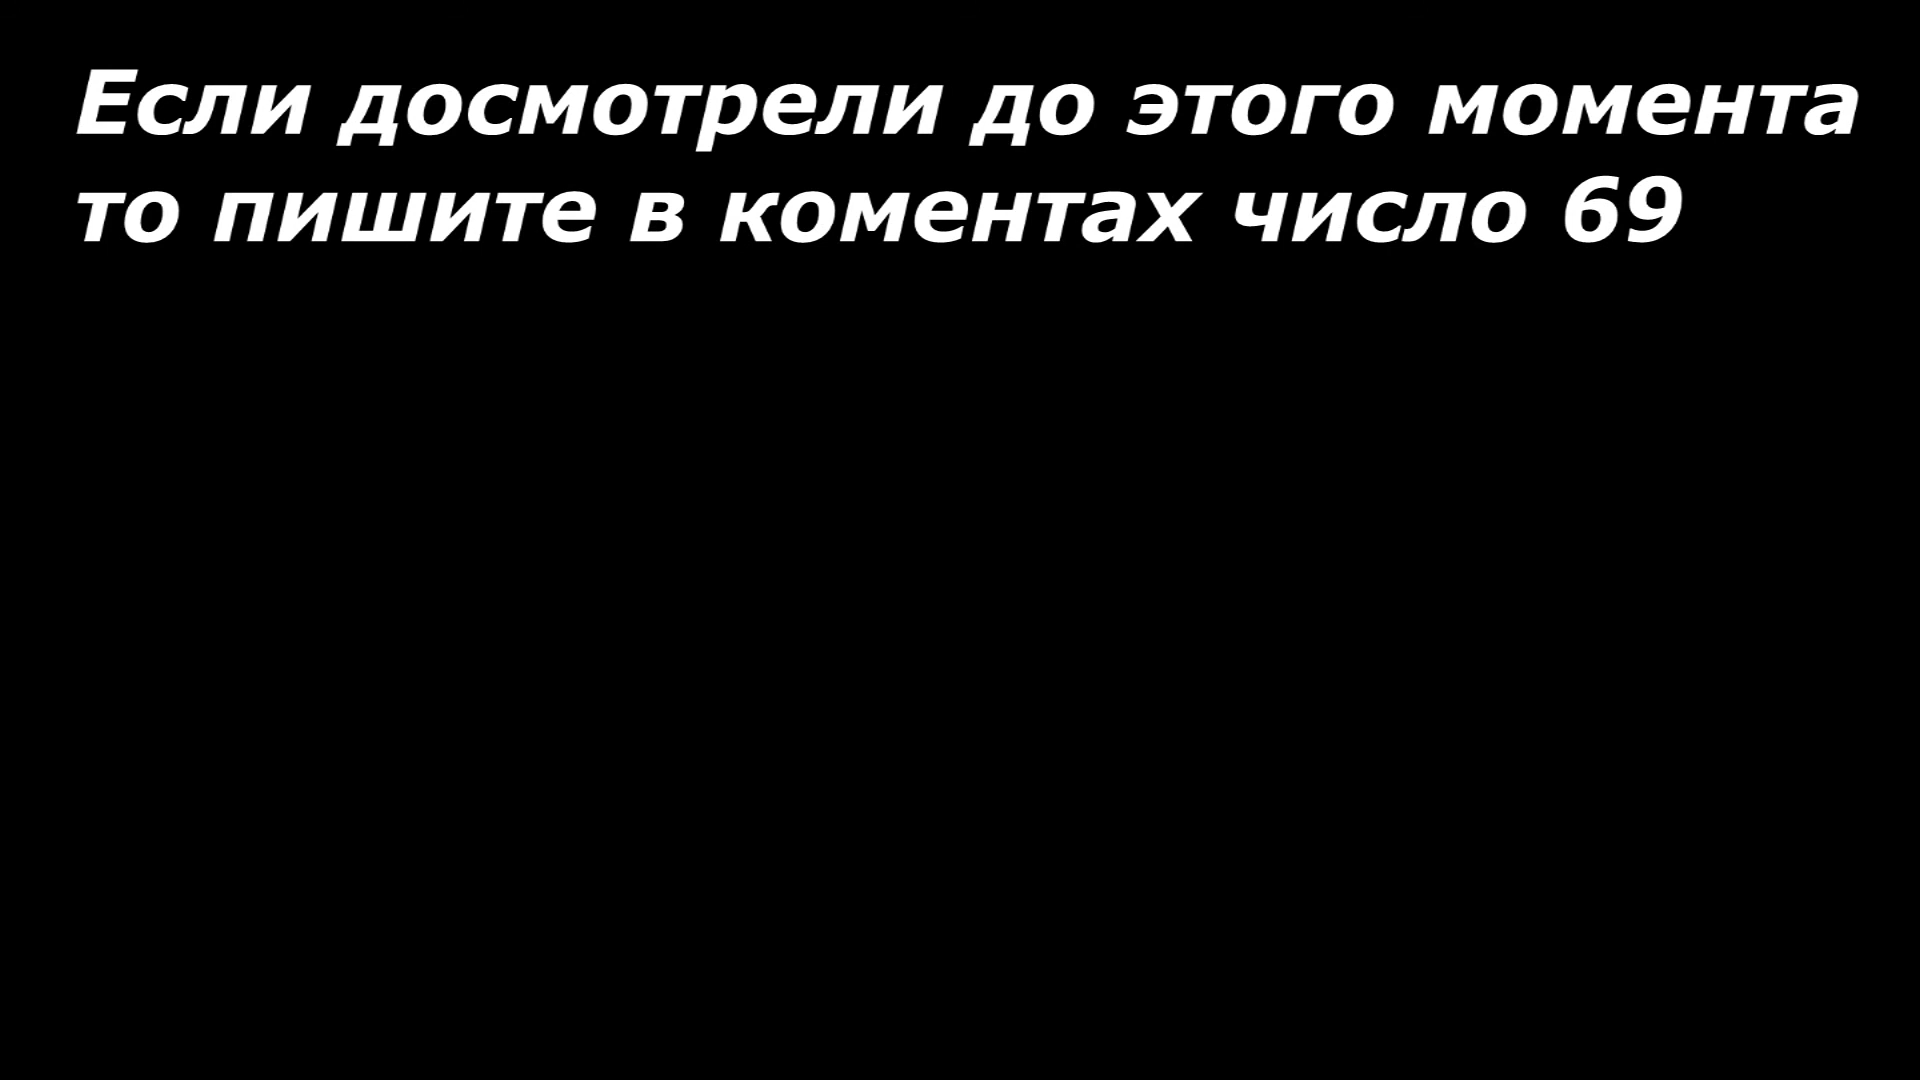 Если досмотрели до этого момента
то пишите в коментах число 69